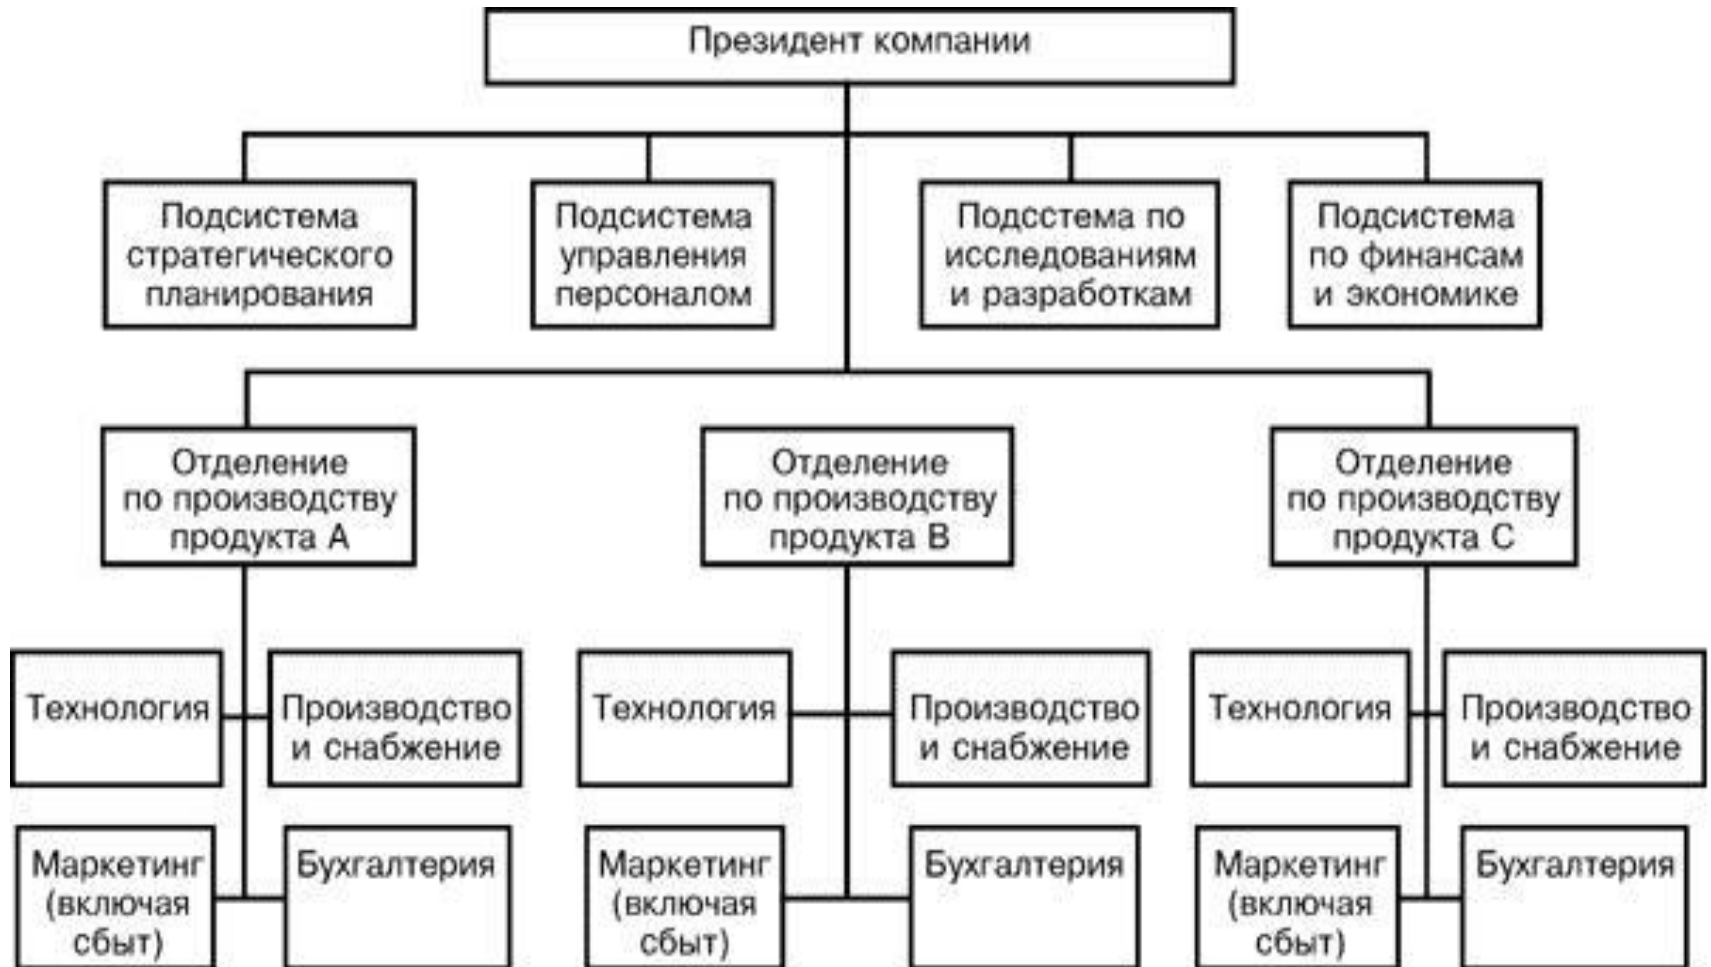 Президент компании
Подсистема
стратегического
планирования
Подсистема
управления
персоналом
Подсстема по
исследованиям
и разработкам
Подсистема
по финансам
и экономике
Отделение
по производству
продукта А
Отделение
по производству
продукта В
Отделение
по производству
продукта С
Технология
Производство
и снабжение
Технология
Производство
и снабжение
Технология
Производство
и снабжение
Маркетинг
(включая
сбыт)
Бухгалтерия
Маркетинг
(включая
сбыт)
Бухгалтерия
Маркетинг
(включая
сбыт)
Бухгалтерия